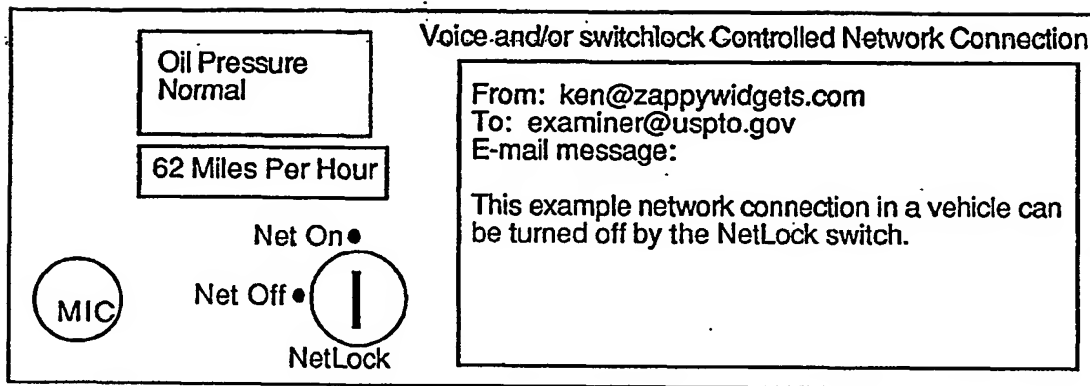 Voice and/or switchlock Controlled Network Connection
Oil Pressure
Normal
62 Miles Per Hour
Net On
Net Off
MIC
NetLock
From: ken@zappywidgets.com
To: examiner@uspto.gov
E-mail message:
This example network connection in a vehicle can
be turned off by the NetLock switch.